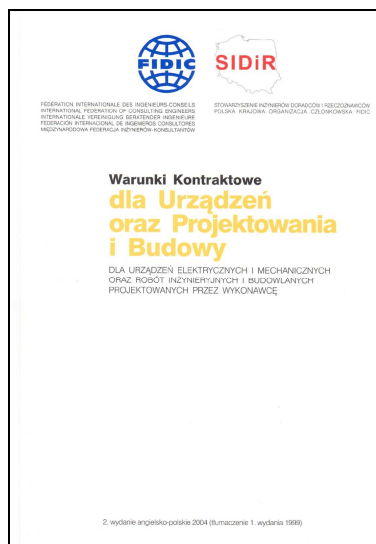 FIDIC
SIDiR
FÉDÉRATION INTERNATIONALE DES INGÉNIEURS-CONSEILS
INTERNATIONAL FEDERATION OF CONSULTING ENGINEERS
INTERNATIONALE VEREINIGUNG BERATENDER INGENIEURE
FEDERACIÓN INTERNACIONAL DE INGENIEROS CONSULTORES
MIĘDZYNARODOWA FEDERACJA INŻYNIERÓW-KONSULTANTÓW
STOWARZYSZENIE INŻYNIERÓW DORADCÓW I RZECZOZNAWCÓW
POLSKA KRAJOWA ORGANIZACJA CZŁONKOWSKA FIDIC
Warunki Kontraktowe
dla Urządzeń
oraz Projektowania
i Budowy
DLA URZĄDZEŃ ELEKTRYCZNYCH I MECHANICZNYCH
ORAZ ROBÓT INŻYNIERYJNYCH I BUDOWLANYCH
PROJEKTOWANYCH PRZEZ WYKONAWCĘ
2. wydanie angielsko-polskie 2004 (tłumaczenie 1. wydania 1999)